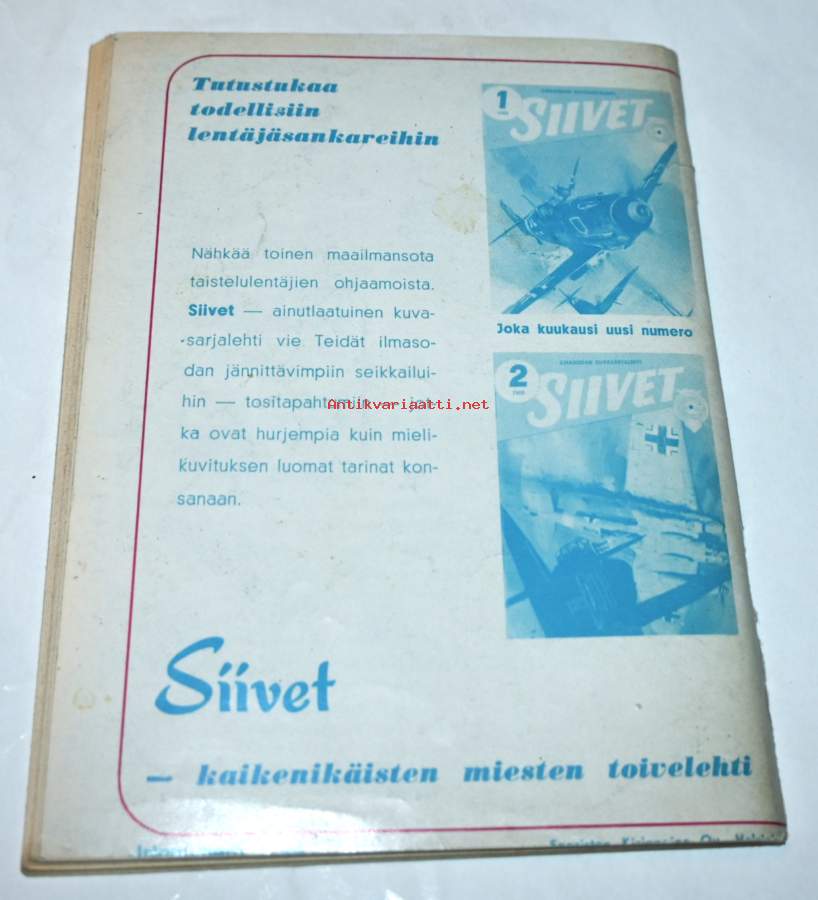 Tutustukaa
todellisiin
lentäjäsankareihin
Nähkää toinen maailmansota
taistelulentäjien ohjaamoista.
Siivet — ainutlaatuinen kuva-
sarjalehti vie Teidät ilmaso-
dan jännittävimpiin seikkailui-
hin — tositapahtumiin — jot-
ka ovat hurjempia kuin mieli-
kuvituksen luomat tarinat kon-
sanaan.
1
SIIVET
Joka kuukausi uusi numero
2
SIIVET
Antikvariaatti.net
Siivet
— kaikenikäisten miesten toivelehti
Oy